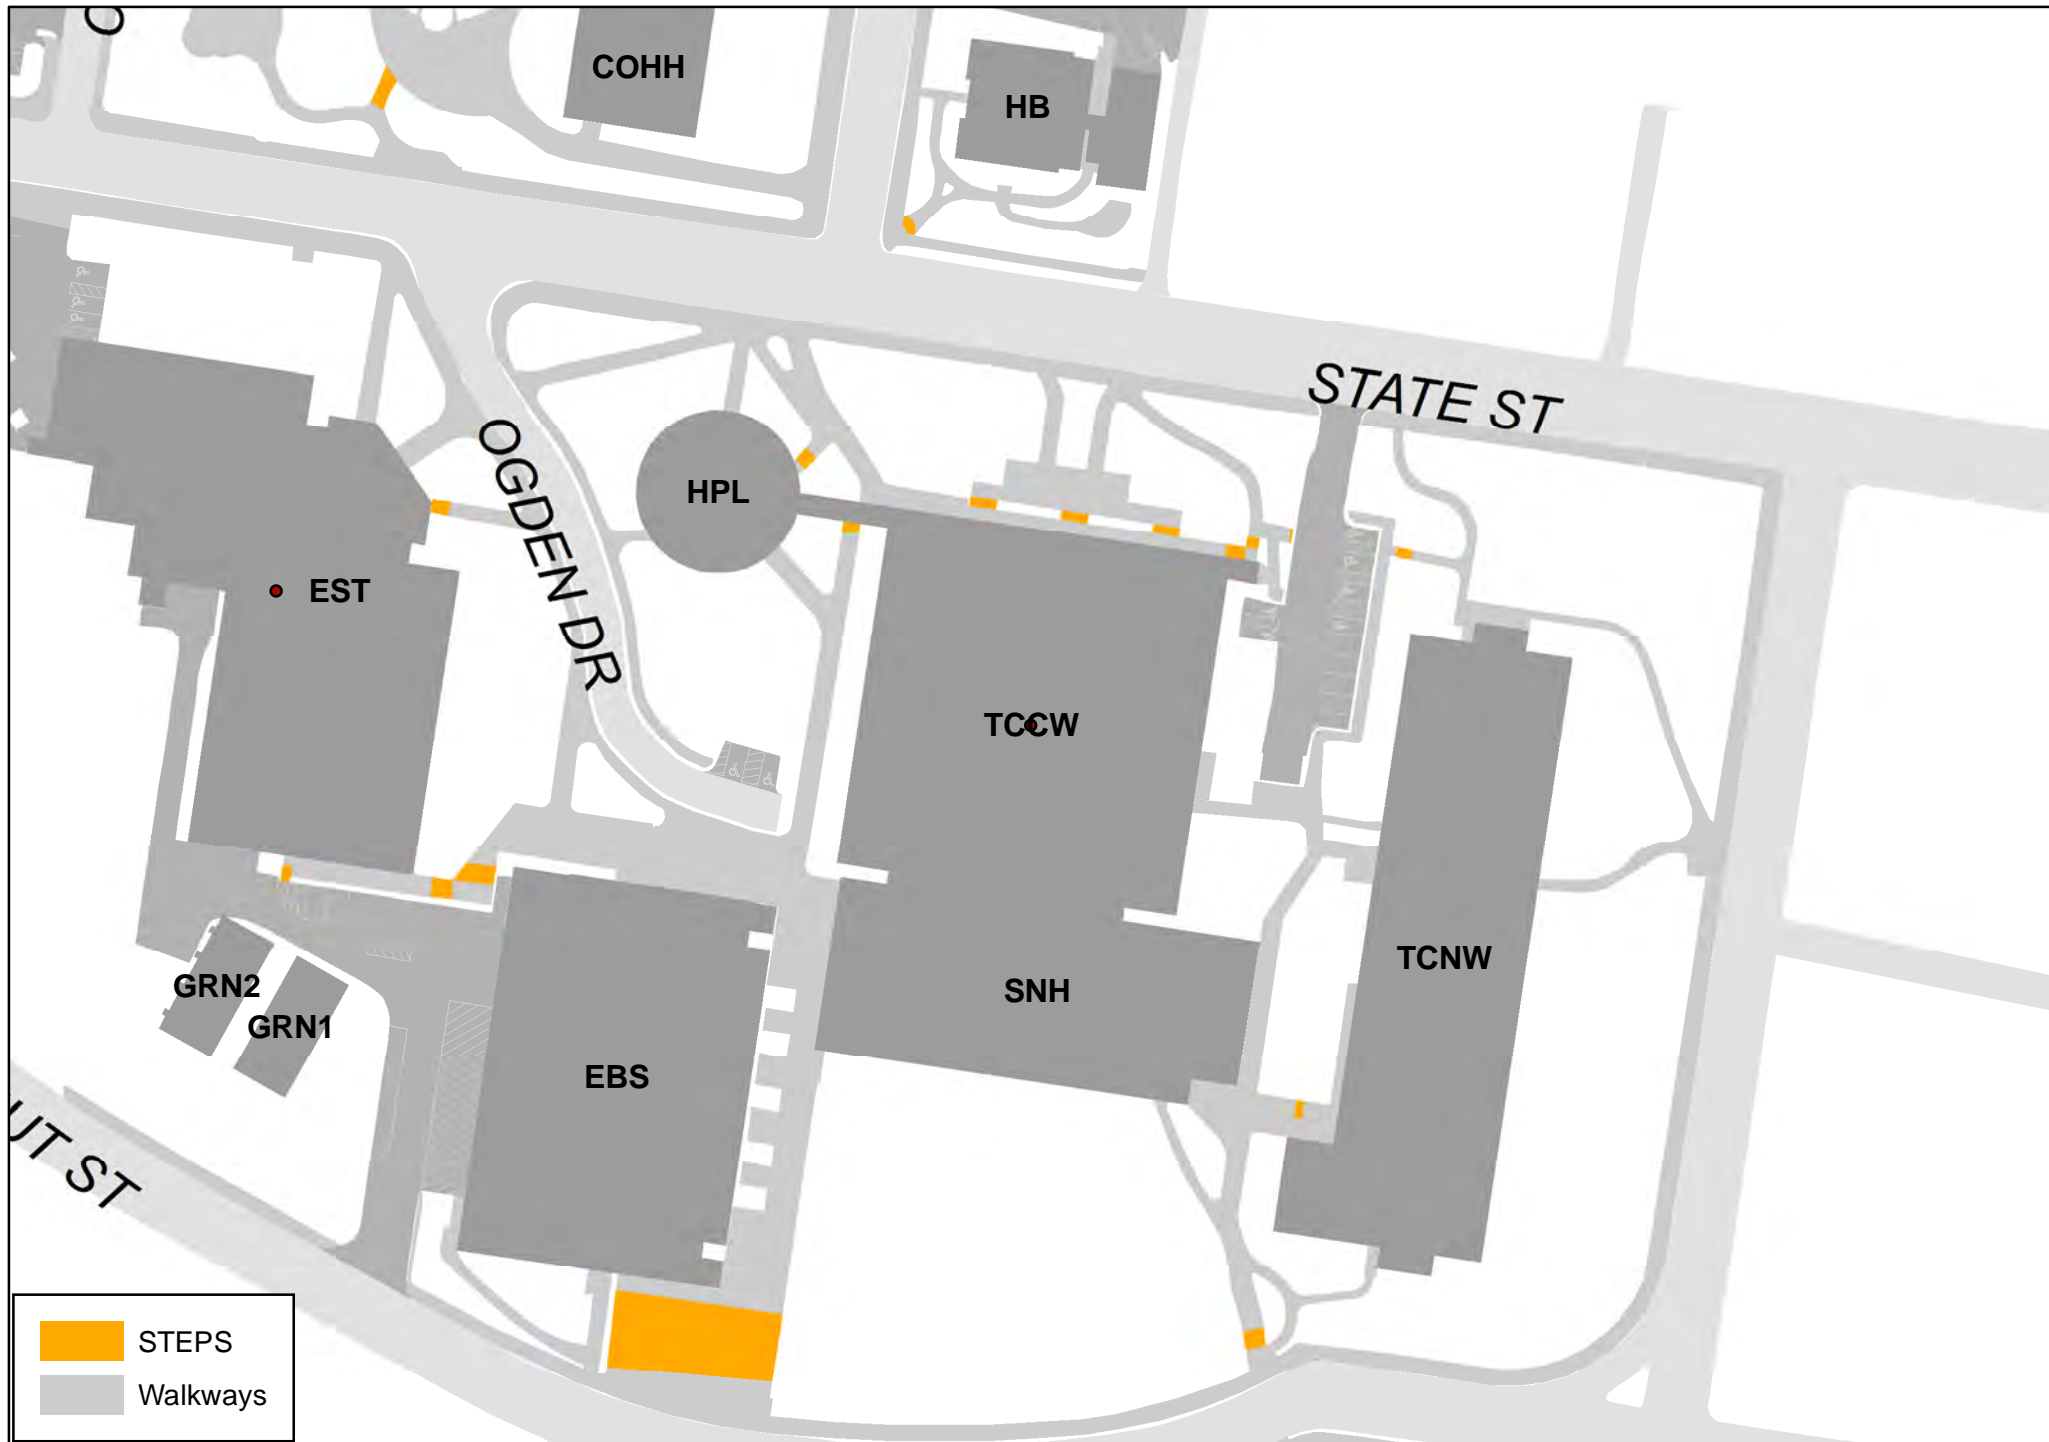 COHH
HB
STATE ST
OGDEN DR
HPL
EST
TCCW
TCNW
GRN2
SNH
GRN1
EBS
UT ST
STEPS
Walkways